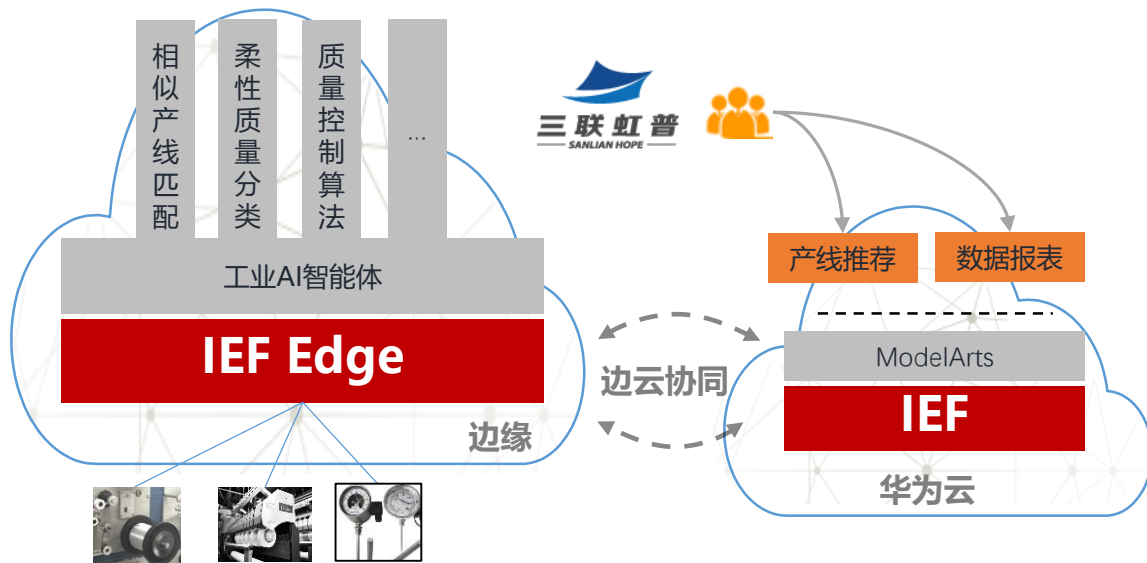 相似产线匹配
柔性质量分类
质量控制算法
...
工业AI智能体
IEF Edge
边缘
三联虹普
SANLIAN HOPE
边云协同
产线推荐
数据报表
ModelArts
IEF
华为云